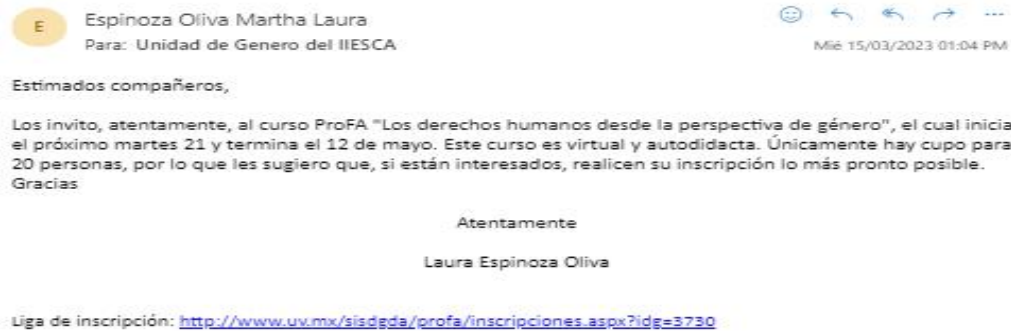 E
Espinoza Oliva Martha Laura
Para: Unidad de Genero del IIESCA
Mié 15/03/2023 01:04 PM
Estimados compañeros,
Los invito, atentamente, al curso ProFA "Los derechos humanos desde la perspectiva de género", el cual inicia
el próximo martes 21 y termina el 12 de mayo. Este curso es virtual y autodidacta. Únicamente hay cupo para
20 personas, por lo que les sugiero que, si están interesados, realicen su inscripción lo más pronto posible.
Gracias
Atentamente
Laura Espinoza Oliva
Liga de inscripción: http://www.uv.mx/sisdgda/profa/inscripciones.aspx?idg=3730